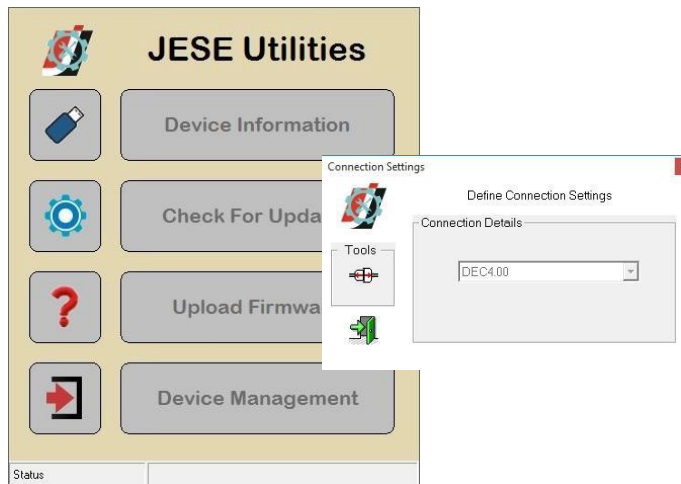 JESE Utilities
Device Information
Check For Upda
Upload Firmwa
Device Management
Status
Connection Settings
Define Connection Settings
Connection Details
Tools
DEC4.00